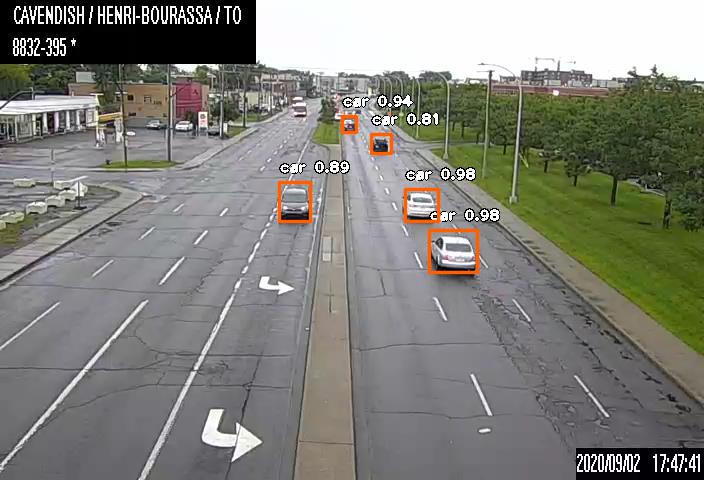 CAVENDISH / HENRI-BOURASSA / TO
8832-395 *
car 0.94
car 0.81
car 0.89
car 0.98
car 0.98
2020/09/02 17:47:41